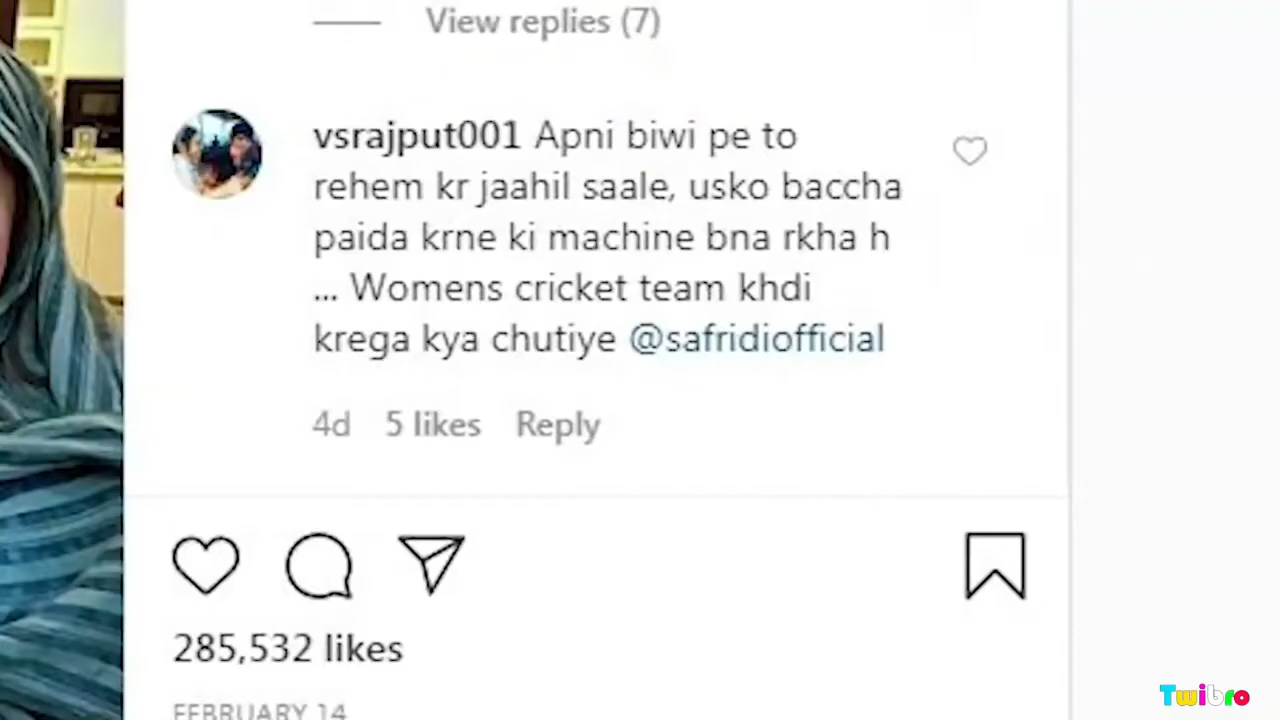 View replies (7)
vsrajput001 Apni biwi pe to
rehem kr jaahil saale, usko baccha
paida krne ki machine bna rkha h
... Womens cricket team khdi
krega kya chutiye @safridiofficial
4d 5 likes Reply
285,532 likes
FEBRUARY 14
Twibro